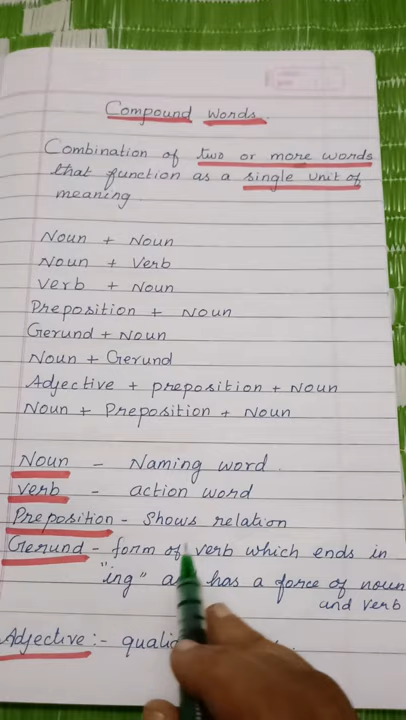 Compound Words.
Combination of two or more words
that function as a single unit of
meaning
Noun + Noun
Noun + Verb
Verb + Noun
Preposition + Noun
Gerund + Noun
Noun + Gerund
Adjective + preposition + Noun
Noun + Preposition + Noun
Noun - Naming word.
Verb - action word
Preposition - Shows relation
Gerund - form of verb which ends in
"ing" has a force of noun
and verb
Adjective :-